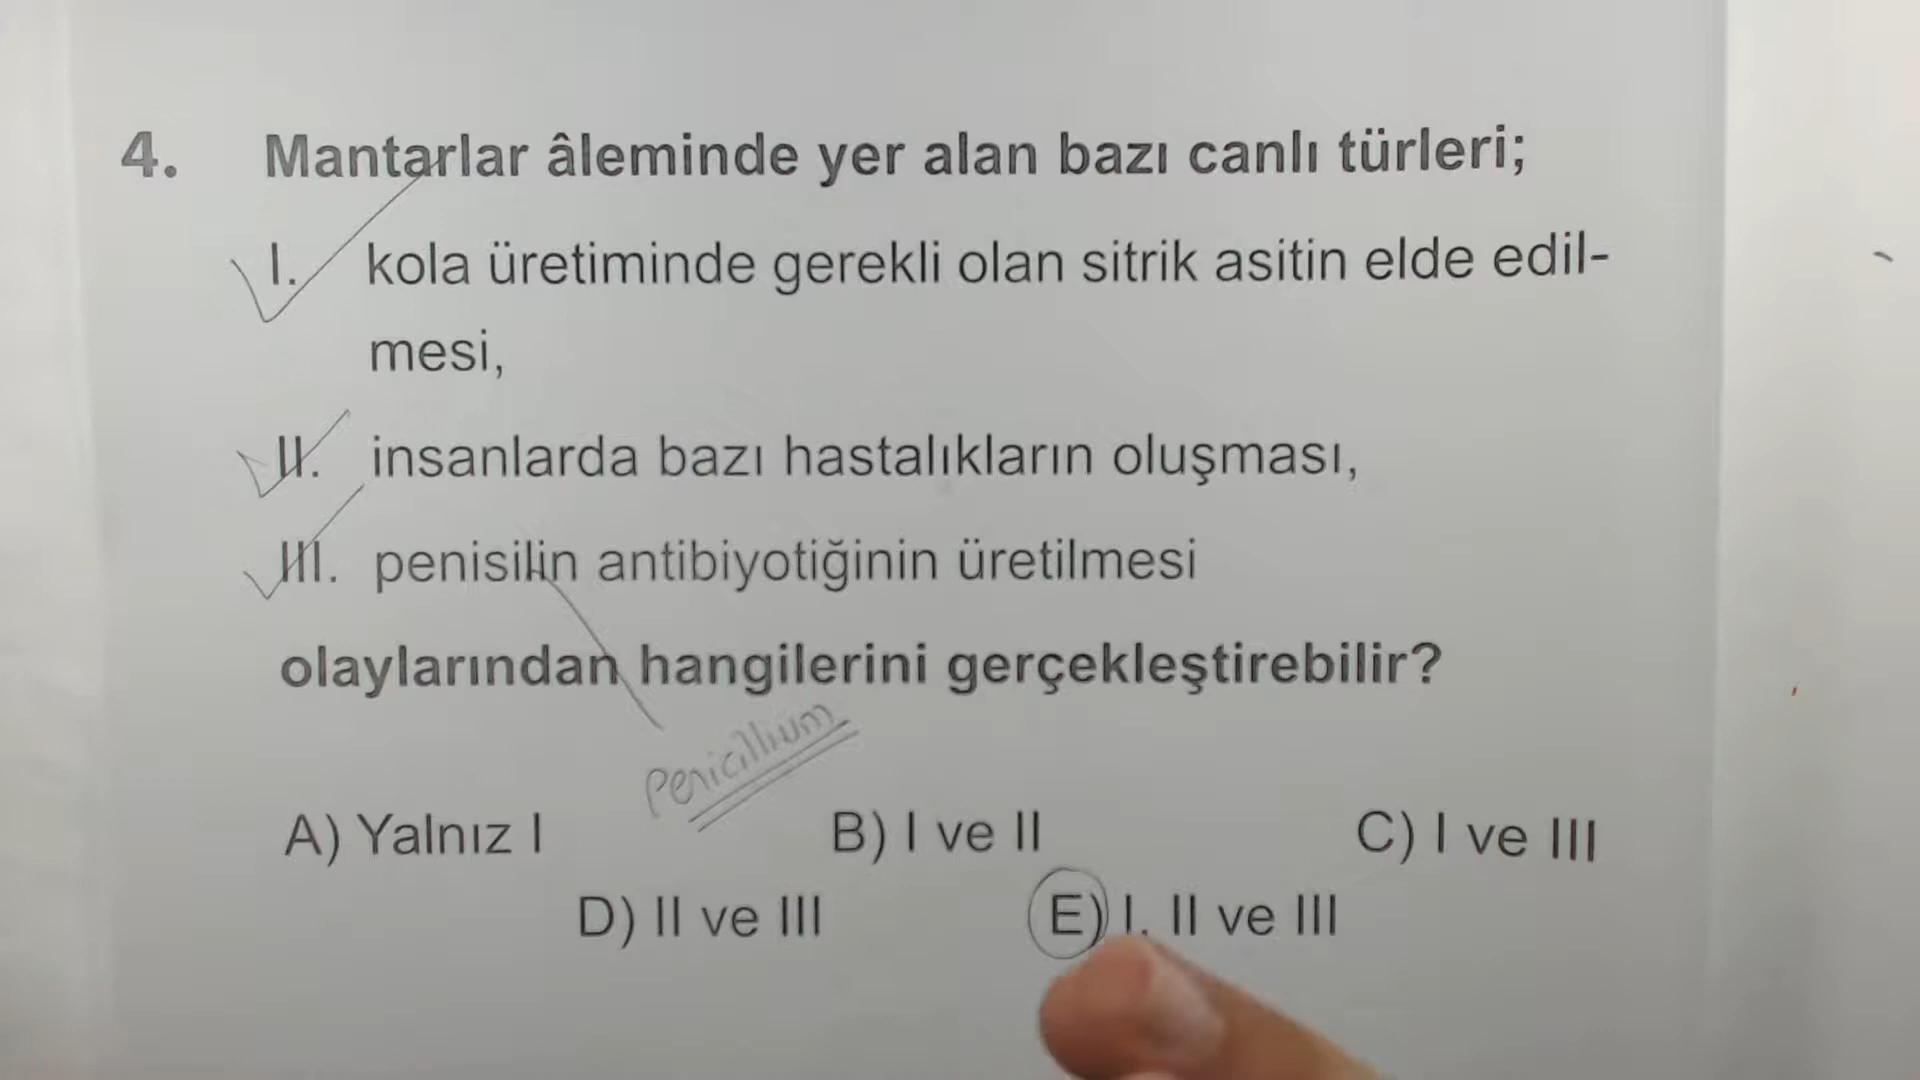 4. Mantarlar âleminde yer alan bazı canlı türleri;
I. kola üretiminde gerekli olan sitrik asitin elde edil-
mesi,
II. insanlarda bazı hastalıkların oluşması,
III. penisilin antibiyotiğinin üretilmesi
olaylarından hangilerini gerçekleştirebilir?
Penicillium
A) Yalnız I B) I ve II C) I ve III
D) II ve III E) I, II ve III